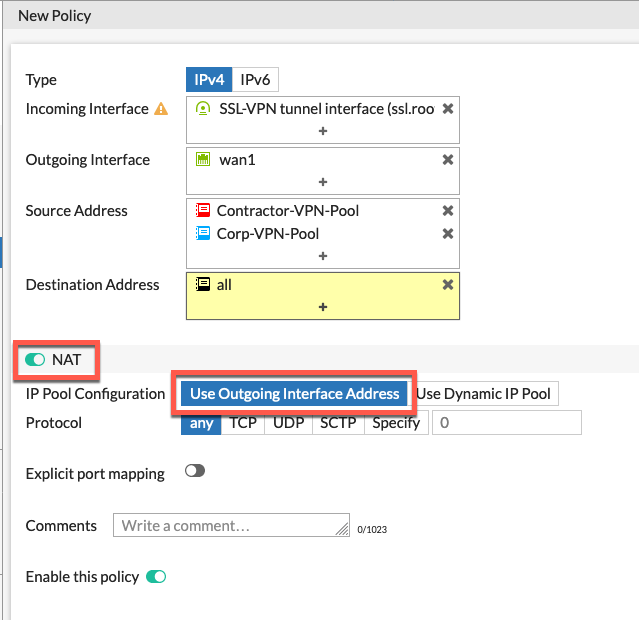 New Policy
Type IPv4 IPv6
Incoming Interface SSL-VPN tunnel interface (ssl.roo
+
Outgoing Interface wan1
+
Source Address Contractor-VPN-Pool
Corp-VPN-Pool
+
Destination Address all
+
NAT
IP Pool Configuration Use Outgoing Interface Address Use Dynamic IP Pool
Protocol any TCP UDP SCTP Specify 0
Explicit port mapping
Comments Write a comment... 0/1023
Enable this policy